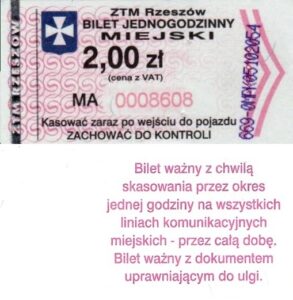 ZTM Rzeszów
BILET JEDNOGODZINNY
MIEJSKI
2,00 zł
(cena z VAT)
MA 0008608
Kasować zaraz po wejściu do pojazdu
ZACHOWAĆ DO KONTROLI
ZTM RZESZÓW
Bilet ważny z chwilą
skasowania przez okres
jednej godziny na wszystkich
liniach komunikacyjnych
miejskich - przez całą dobę.
Bilet ważny z dokumentem
uprawniającym do ulgi.